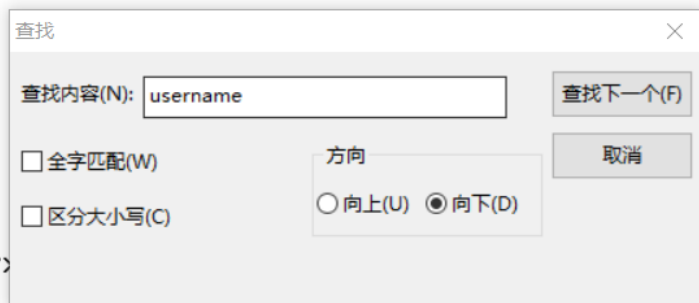 查找
查找内容(N): username 查找下一个(F)
全字匹配(W) 方向 取消
向上(U) 向下(D)
区分大小写(C)